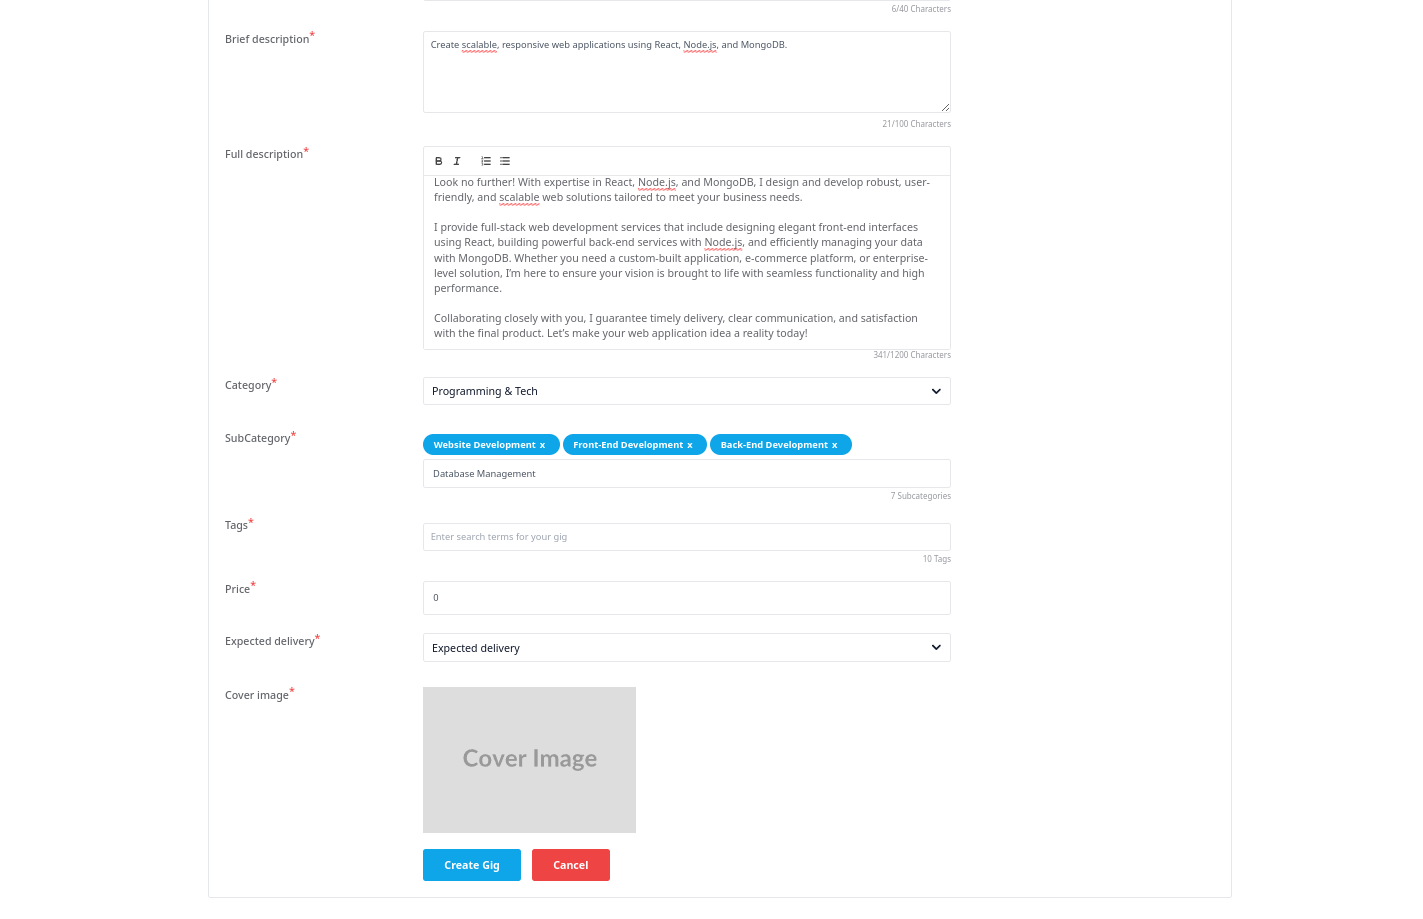 6/40 Characters
Brief description*
Create scalable, responsive web applications using React, Node.js, and MongoDB.
21/100 Characters
Full description*
B I
Look no further! With expertise in React, Node.js, and MongoDB, I design and develop robust, user-
friendly, and scalable web solutions tailored to meet your business needs.
I provide full-stack web development services that include designing elegant front-end interfaces
using React, building powerful back-end services with Node.js, and efficiently managing your data
with MongoDB. Whether you need a custom-built application, e-commerce platform, or enterprise-
level solution, I'm here to ensure your vision is brought to life with seamless functionality and high
performance.
Collaborating closely with you, I guarantee timely delivery, clear communication, and satisfaction
with the final product. Let's make your web application idea a reality today!
341/1200 Characters
Category*
Programming & Tech
SubCategory*
Website Development x Front-End Development x Back-End Development x
Database Management
7 Subcategories
Tags*
Enter search terms for your gig
10 Tags
Price*
0
Expected delivery*
Expected delivery
Cover image*
Cover Image
Create Gig Cancel